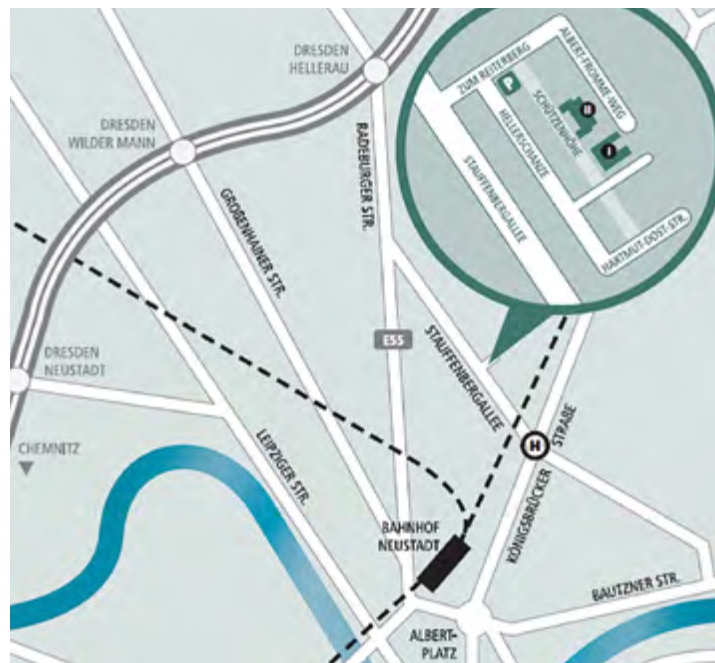 DRESDEN
HELLERAU
DRESDEN
WILDER MANN
DRESDEN
NEUSTADT
CHEMNITZ
GROßENHAINER STR.
RADEBURGER STR.
E55
LEIPZIGER STR.
STAUFFENBERGALLEE
H
KÖNIGSBRÜCKER
STRAßE
BAHNHOF
NEUSTADT
BAUTZNER STR.
ALBERT-
PLATZ
ZUM REITERBERG
ALBERT-FROMME-WEG
P
SCHÜTZENHÖHE
HELLERSCHANZE
II
I
STAUFFENBERGALLEE
HARTMUT-DOST-STR.